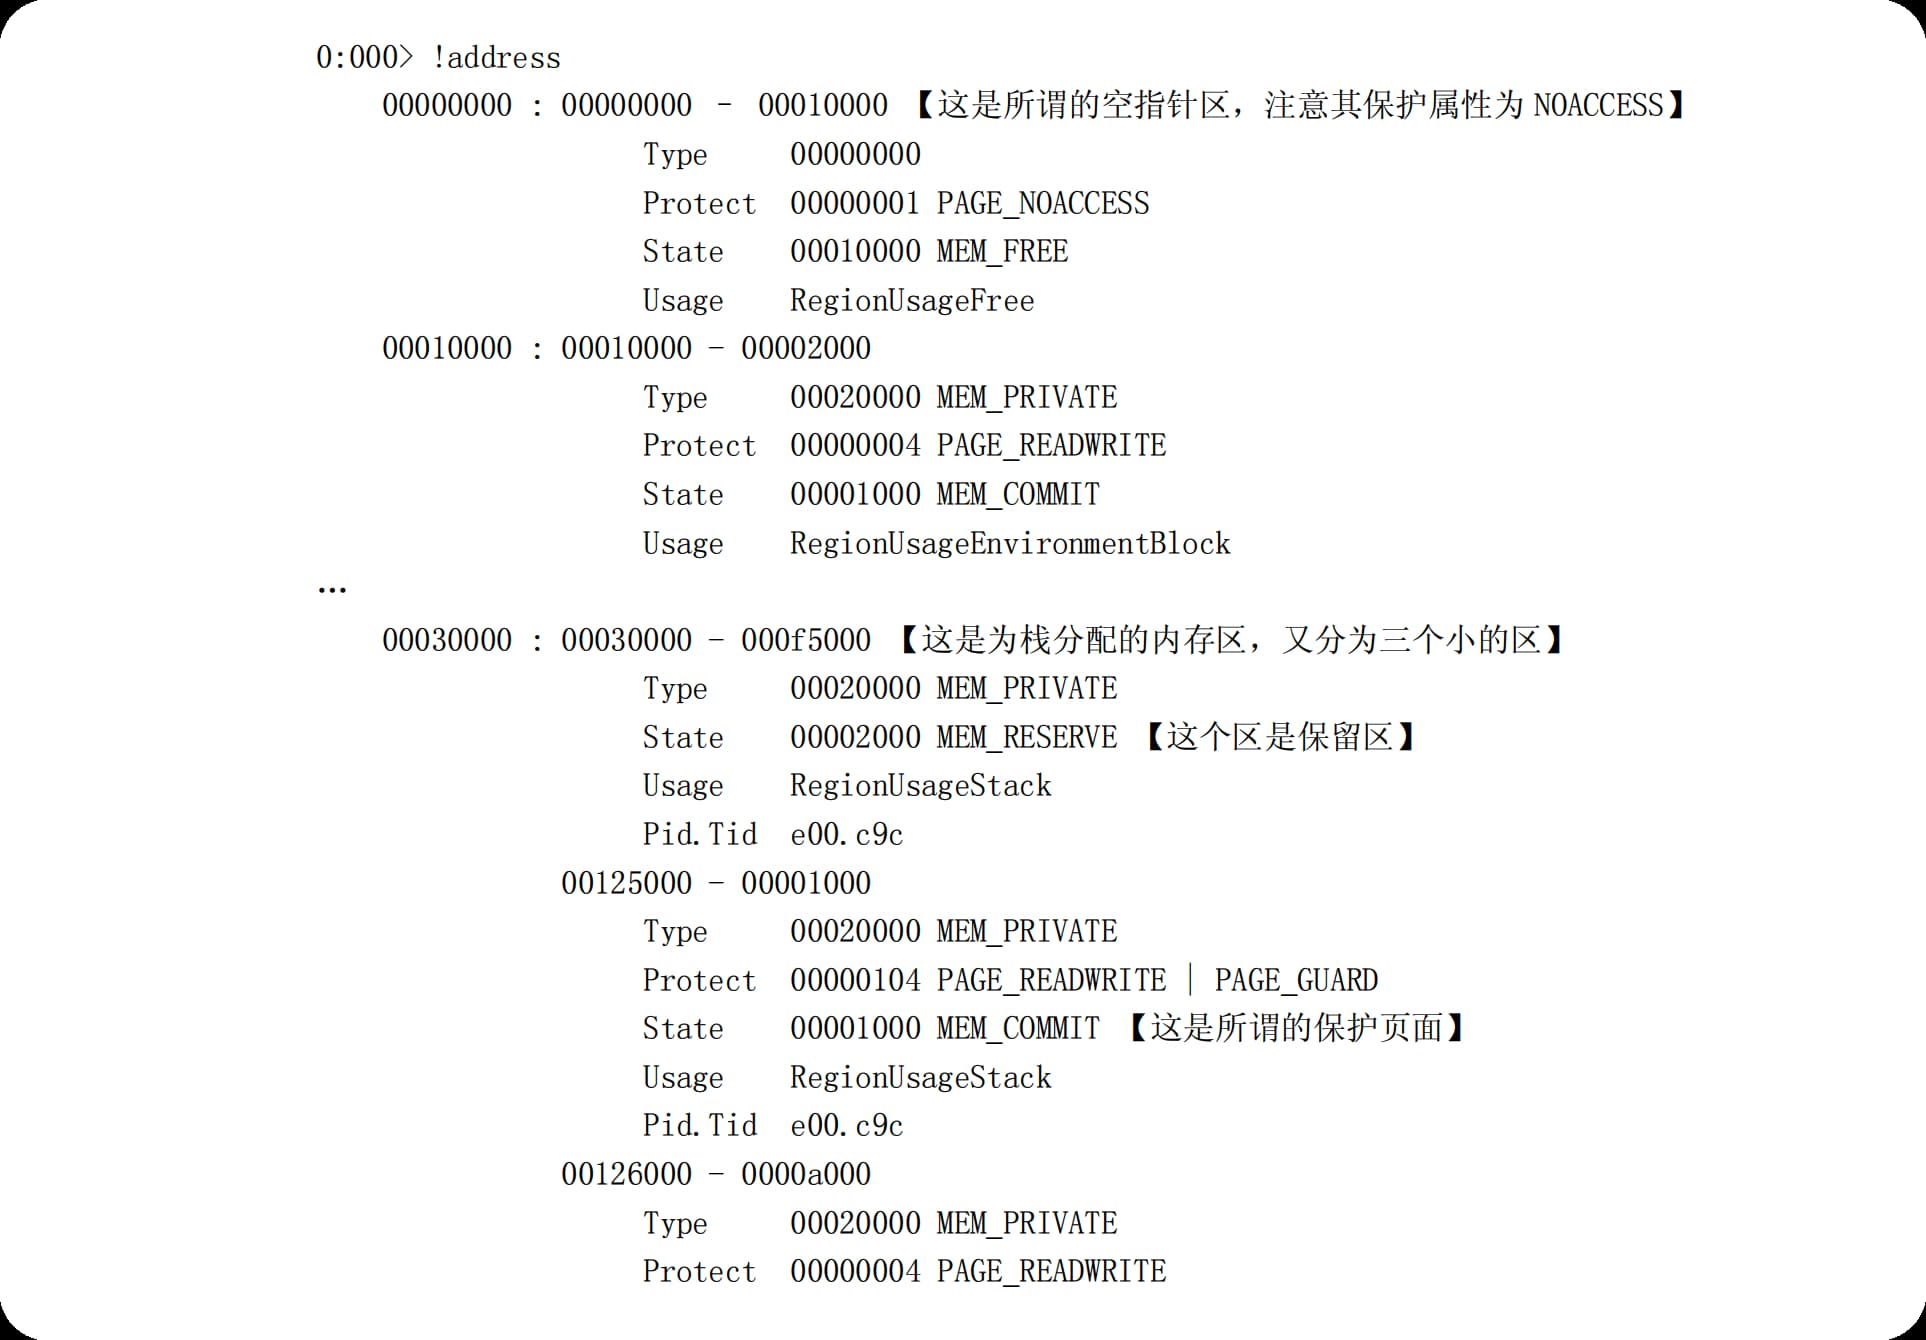 0:000> !address
00000000 : 00000000 - 00010000 【这是所谓的空指针区，注意其保护属性为 NOACCESS】
Type 00000000
Protect 00000001 PAGE_NOACCESS
State 00010000 MEM_FREE
Usage RegionUsageFree
00010000 : 00010000 - 00002000
Type 00020000 MEM_PRIVATE
Protect 00000004 PAGE_READWRITE
State 00001000 MEM_COMMIT
Usage RegionUsageEnvironmentBlock
…
00030000 : 00030000 - 000f5000 【这是为栈分配的内存区，又分为三个小的区】
Type 00020000 MEM_PRIVATE
State 00002000 MEM_RESERVE 【这个区是保留区】
Usage RegionUsageStack
Pid.Tid e00.c9c
00125000 - 00001000
Type 00020000 MEM_PRIVATE
Protect 00000104 PAGE_READWRITE | PAGE_GUARD
State 00001000 MEM_COMMIT 【这是所谓的保护页面】
Usage RegionUsageStack
Pid.Tid e00.c9c
00126000 - 0000a000
Type 00020000 MEM_PRIVATE
Protect 00000004 PAGE_READWRITE